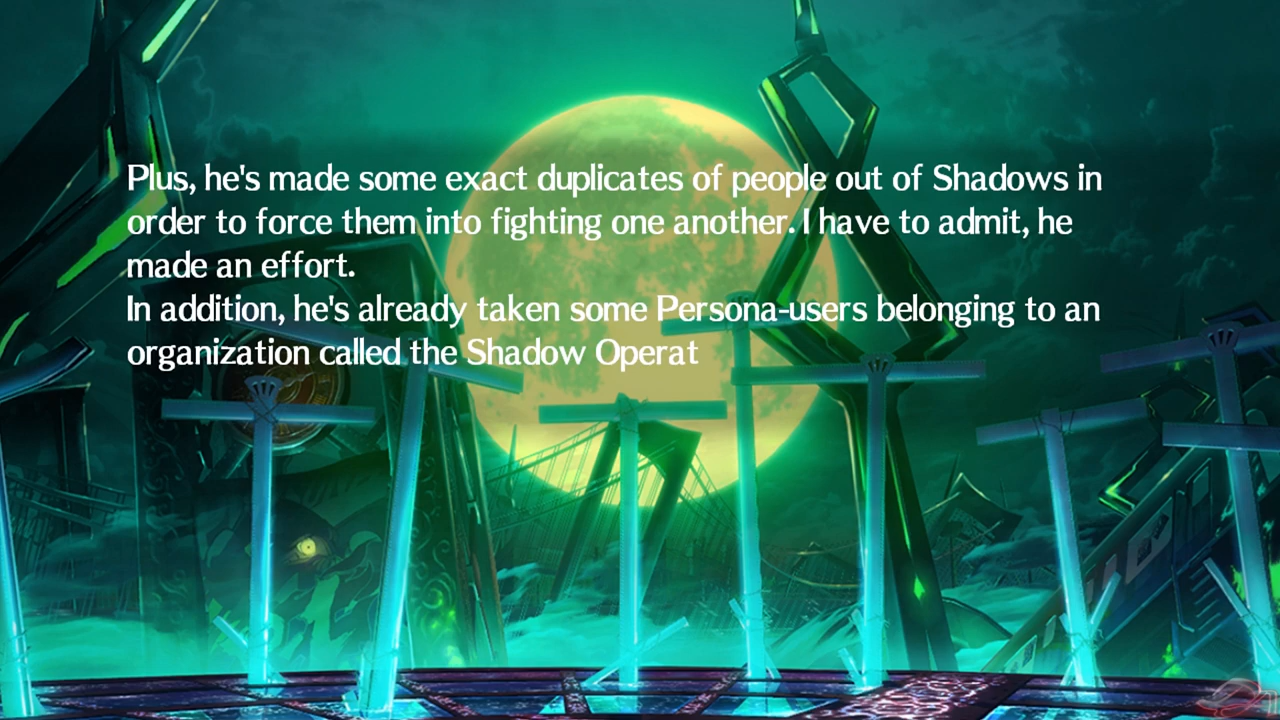 Plus, he's made some exact duplicates of people out of Shadows in
order to force them into fighting one another. I have to admit, he
made an effort.
In addition, he's already taken some Persona-users belonging to an
organization called the Shadow Operat